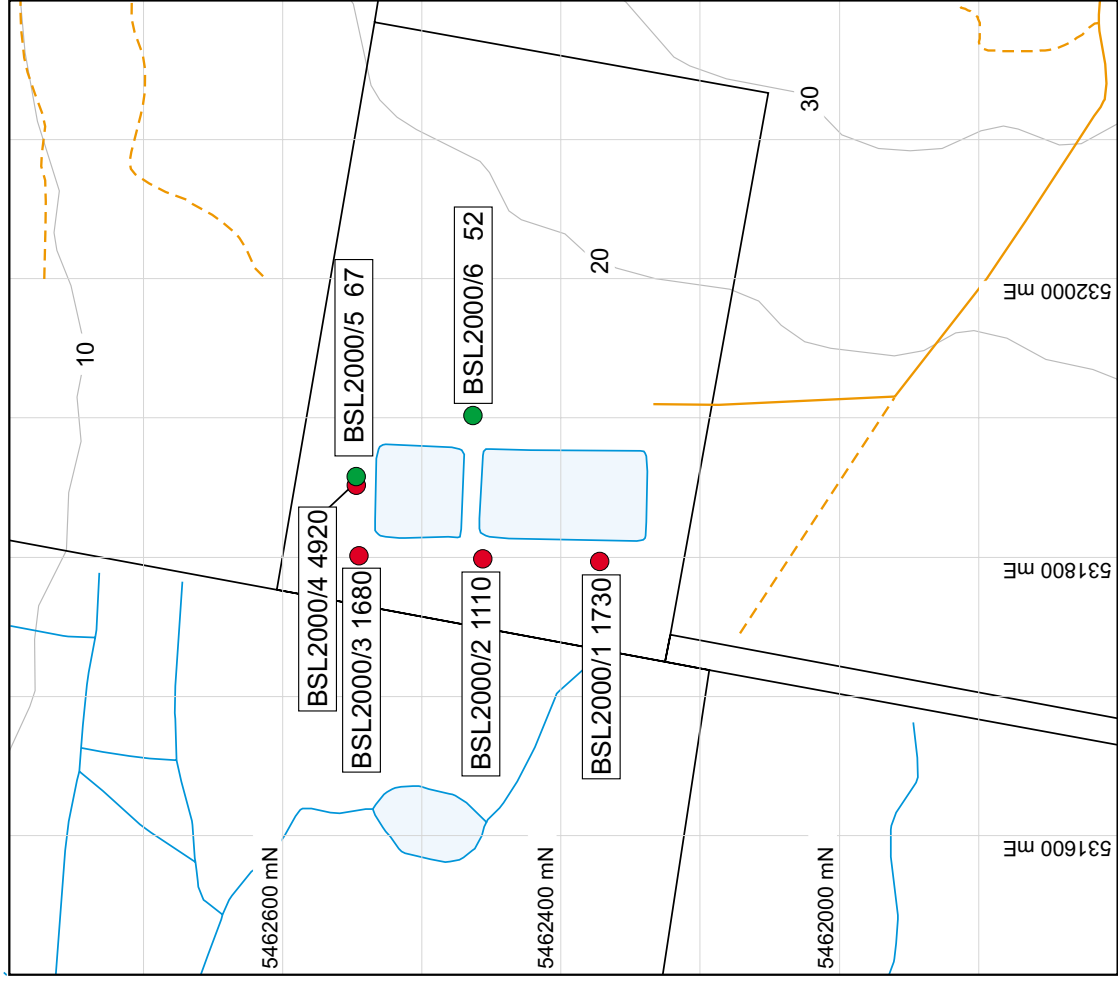 10
20
30
BSL2000/5 67
BSL2000/6 52
BSL2000/4 4920
BSL2000/3 1680
BSL2000/2 1110
BSL2000/1 1730
5462600 mN
5462400 mN
5462000 mN
532000 mE
531800 mE
531600 mE